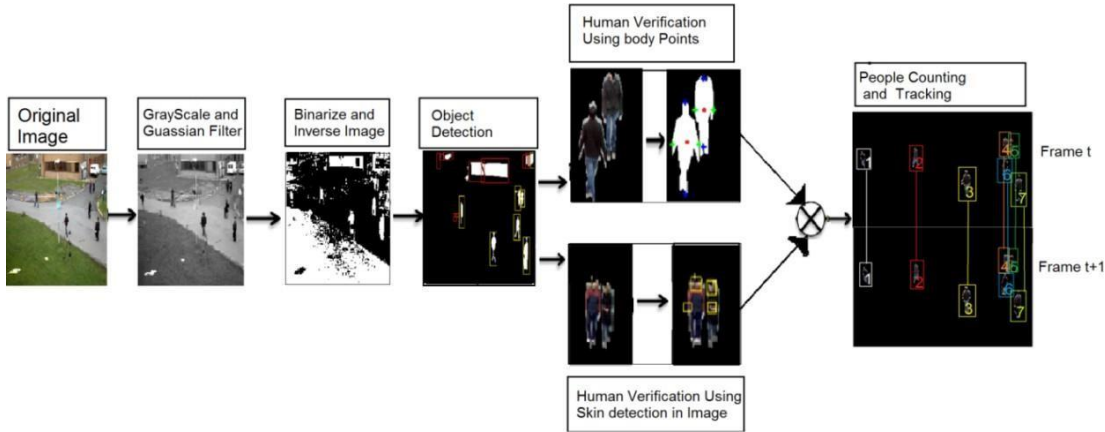 Original
Image
GrayScale and
Guassian Filter
Binarize and
Inverse Image
Object
Detection
Human Verification
Using body Points
Human Verification Using
Skin detection in Image
People Counting
and Tracking
Frame t
1
2
3
4
5
6
7
Frame t+1
1
2
3
4
5
6
7